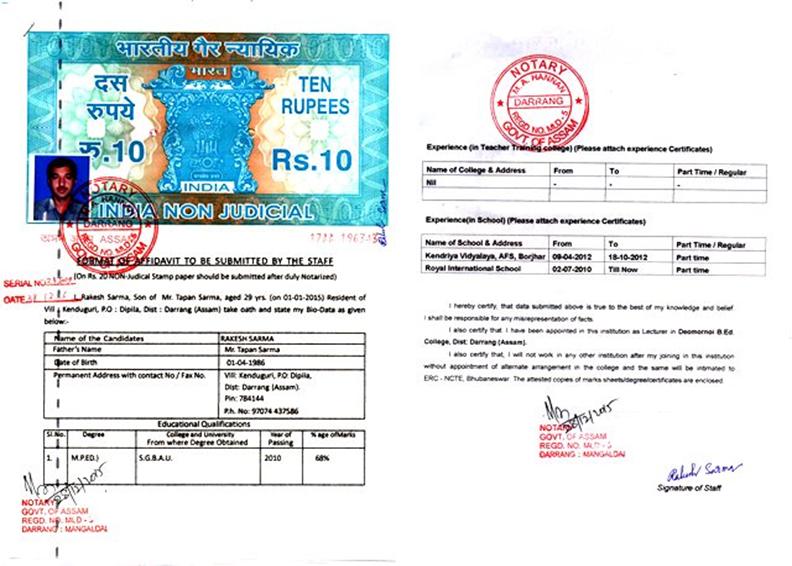 भारतीय गैर न्यायिक
भारत
दस
रुपये
रु.10
TEN
RUPEES
Rs.10
INDIA
INDIA NON JUDICIAL
ASSAM
NOTARY
M. A. HANNAN
DARRANG
REGD. NO. MLD - 5
GOVT. OF ASSAM
FORMAT OF AFFIDAVIT TO BE SUBMITTED BY THE STAFF
(On Rs. 20 NON-Judical Stamp paper should be submitted after duly Notarized)
SERIAL NO
DATE
I, Rakesh Sarma, Son of Mr. Tapan Sarma, aged 29 yrs. (on 01-01-2015) Resident of
Vill : Kenduguri, P.O : Dipila, Dist : Darrang (Assam) take oath and state my Bio-Data as given
below:-
Name of the Candidates RAKESH SARMA
Father's Name Mr. Tapan Sarma
Date of Birth 01-04-1986
Permanent Address with contact No / Fax No. Vill: Kenduguri, P.O: Dipila,
Dist: Darrang (Assam).
Pin: 784144
P.h. No: 97074 437586
Educational Qualifications
Sl.No. Degree College and University From where Degree Obtained Year of Passing % age of Marks
1. M.P.ED.) S.G.B.A.U. 2010 68%
NOTARY
GOVT. OF ASSAM
REGD. NO. MLD - 5
DARRANG : MANGALDAI
NOTARY
M. A. HANNAN
DARRANG
REGD. NO. MLD - 5
GOVT. OF ASSAM
Experience (in Teacher Training college) (Please attach experience Certificates)
Name of College & Address From To Part Time / Regular
Nil - - -
Experience(in School) (Please attach experience Certificates)
Name of School & Address From To Part Time / Regular
Kendriya Vidyalaya, AFS, Borjhar 09-04-2012 18-10-2012 Part time
Royal International School 02-07-2010 Till Now Part time
I hereby certify, that data submitted above is true to the best of my knowledge and belief
I shall be responsible for any misrepresentation of facts.
I also certify that I have been appointed in this institution as Lecturer in Deomornoi B.Ed.
College, Dist: Darrang (Assam).
I also certify that, I will not work in any other institution after my joining in this institution
without appointment of alternate arrangement in the college and the same will be intimated to
ERC - NCTE, Bhubaneswar. The attested copies of marks sheets/degree/certificates are enclosed.
NOTARY
GOVT. OF ASSAM
REGD. NO. MLD - 5
DARRANG : MANGALDAI
Rakesh Sarma
Signature of Staff